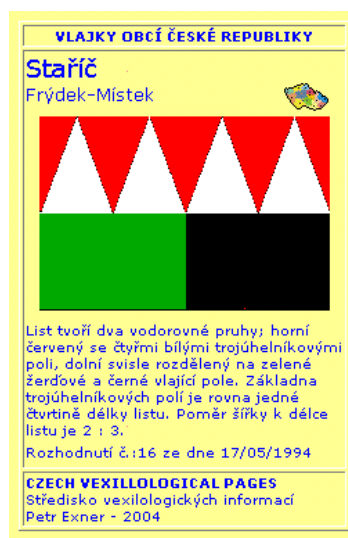 VLAJKY OBCÍ ČESKÉ REPUBLIKY
Staříč
Frýdek-Místek
List tvoří dva vodorovné pruhy; horní
červený se čtyřmi bílými trojúhelníkovými
poli, dolní svisle rozdělený na zelené
žerďové a černé vlající pole. Základna
trojúhelníkových polí je rovna jedné
čtvrtině délky listu. Poměr šířky k délce
listu je 2 : 3.
Rozhodnutí č.:16 ze dne 17/05/1994
CZECH VEXILLOLOGICAL PAGES
Středisko vexilologických informací
Petr Exner - 2004